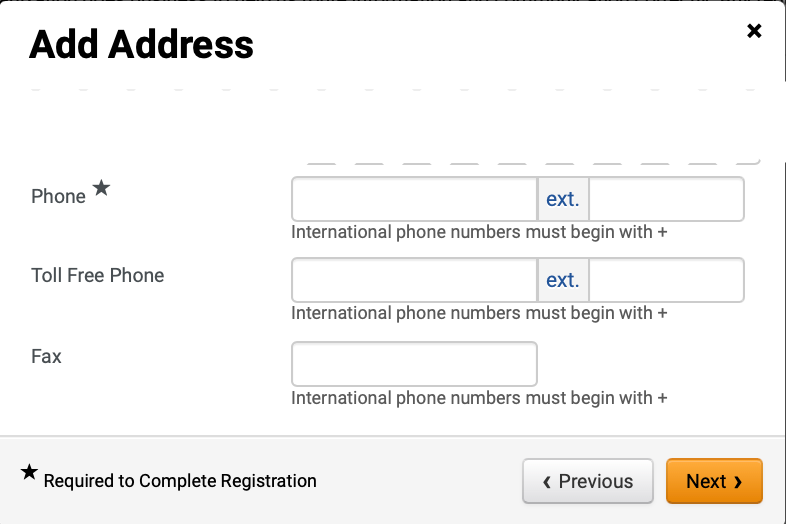 Add Address ×
Phone ★
ext.
International phone numbers must begin with +
Toll Free Phone
ext.
International phone numbers must begin with +
Fax
International phone numbers must begin with +
★ Required to Complete Registration
‹ Previous
Next ›